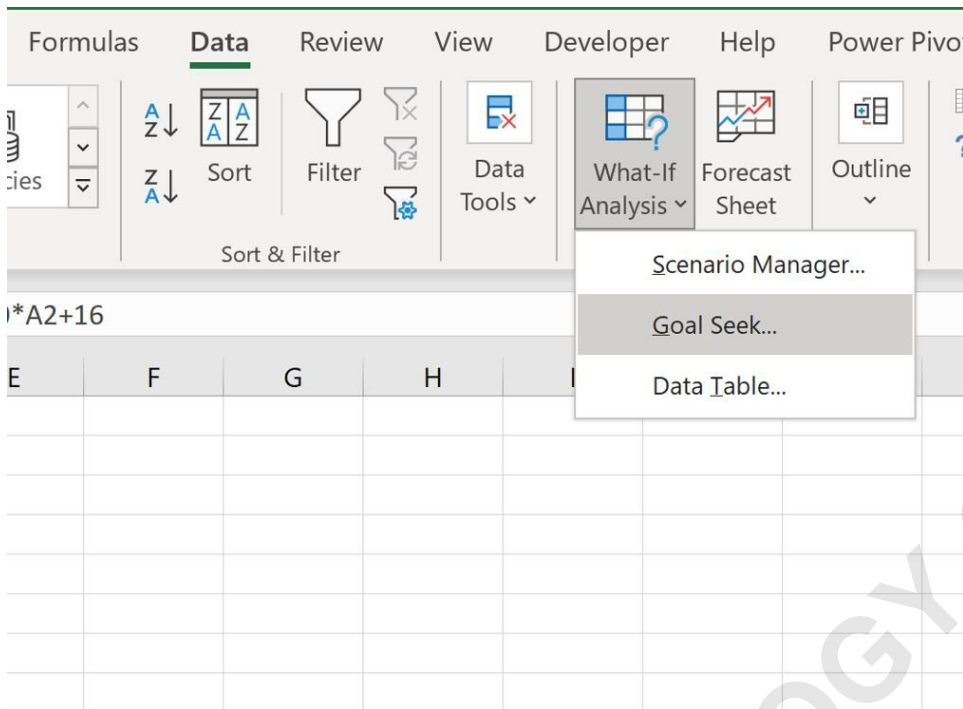 Formulas Data Review View Developer Help Power Pivo
cies
Sort
Filter
Data
Tools
What-If
Analysis
Forecast
Sheet
Outline
Sort & Filter
Scenario Manager...
Goal Seek...
Data Table...
*A2+16
E F G H I
OGY